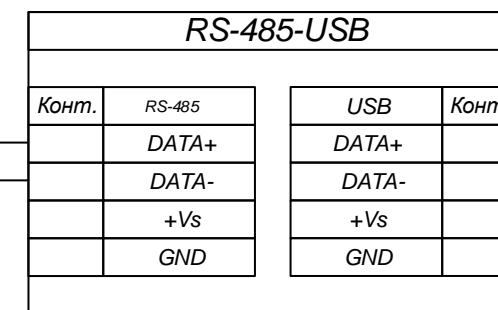 RS-485-USB
Конт. RS-485 USB Конт
DATA+ DATA+
DATA- DATA-
+Vs +Vs
GND GND